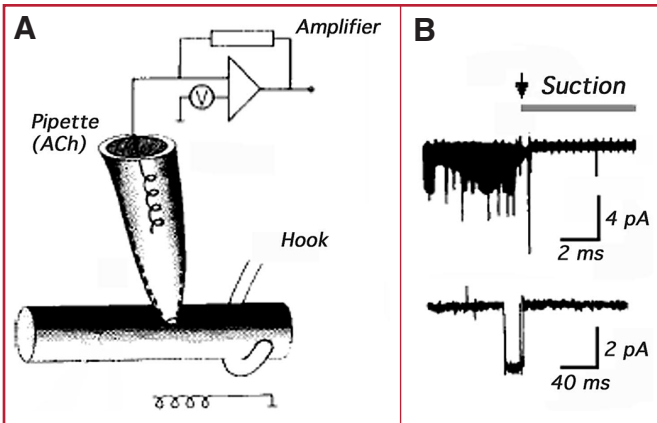 A
Amplifier
V
Pipette
(ACh)
Hook
B
Suction
4 pA
2 ms
2 pA
40 ms